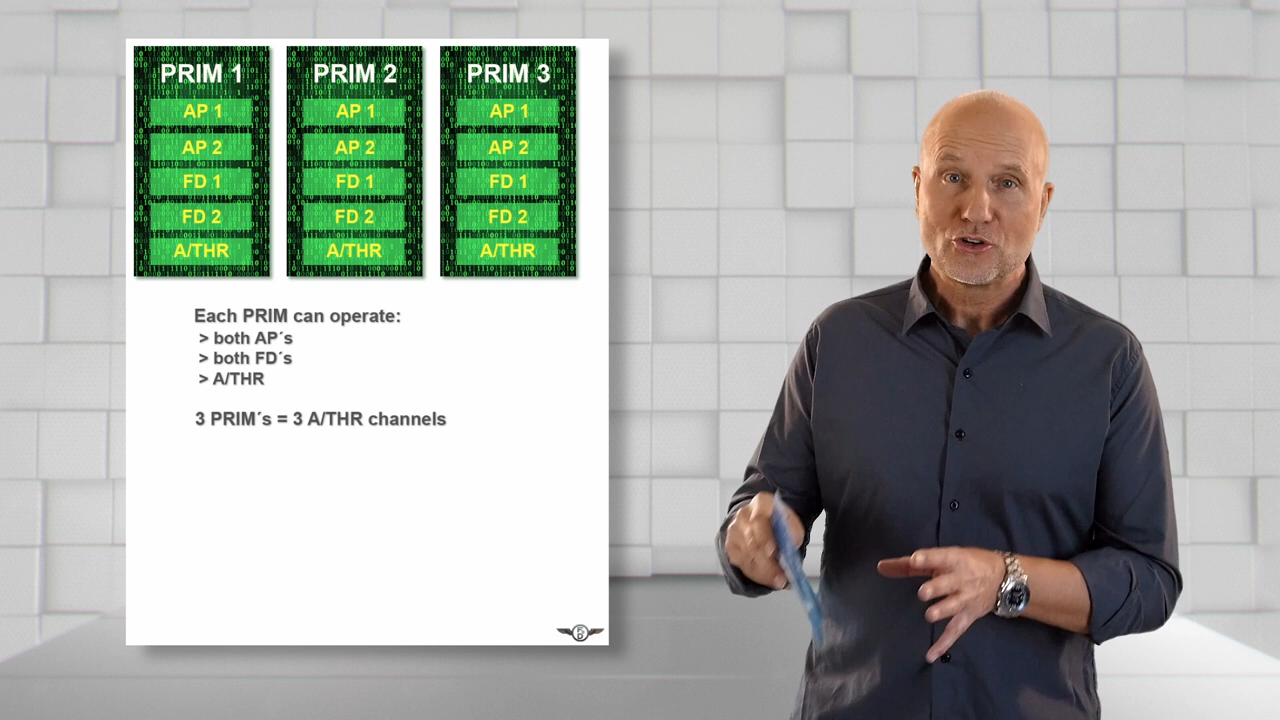 PRIM 1
AP 1
AP 2
FD 1
FD 2
A/THR
PRIM 2
AP 1
AP 2
FD 1
FD 2
A/THR
PRIM 3
AP 1
AP 2
FD 1
FD 2
A/THR
Each PRIM can operate:
> both AP´s
> both FD´s
> A/THR
3 PRIM´s = 3 A/THR channels